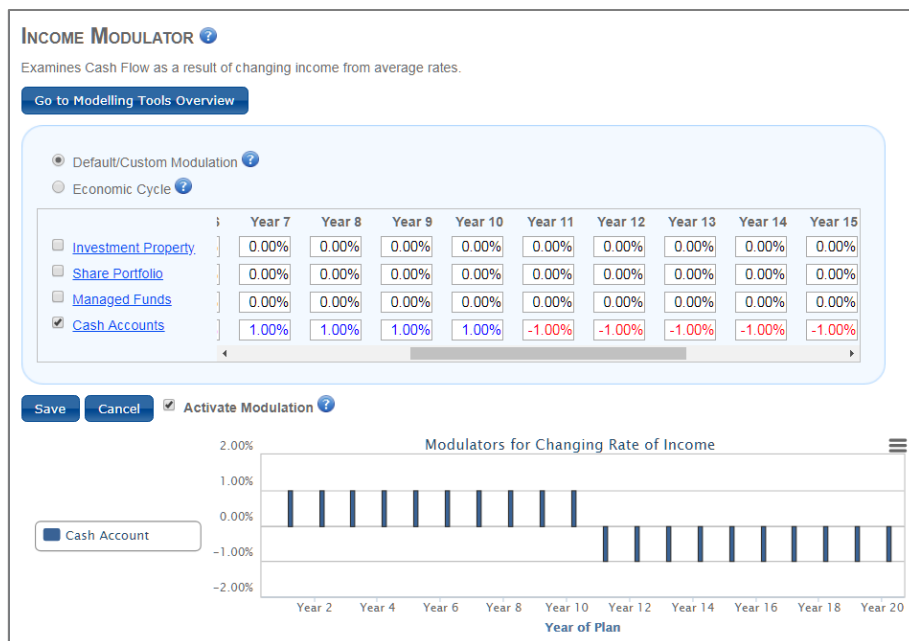 INCOME MODULATOR ?
Examines Cash Flow as a result of changing income from average rates.
Go to Modelling Tools Overview
Default/Custom Modulation ?
Economic Cycle ?
Year 7 Year 8 Year 9 Year 10 Year 11 Year 12 Year 13 Year 14 Year 15
Investment Property 0.00% 0.00% 0.00% 0.00% 0.00% 0.00% 0.00% 0.00% 0.00%
Share Portfolio 0.00% 0.00% 0.00% 0.00% 0.00% 0.00% 0.00% 0.00% 0.00%
Managed Funds 0.00% 0.00% 0.00% 0.00% 0.00% 0.00% 0.00% 0.00% 0.00%
Cash Accounts 1.00% 1.00% 1.00% 1.00% -1.00% -1.00% -1.00% -1.00% -1.00%
Save Cancel Activate Modulation ?
Modulators for Changing Rate of Income
2.00%
1.00%
0.00%
-1.00%
-2.00%
Cash Account
Year 2 Year 4 Year 6 Year 8 Year 10 Year 12 Year 14 Year 16 Year 18 Year 20
Year of Plan